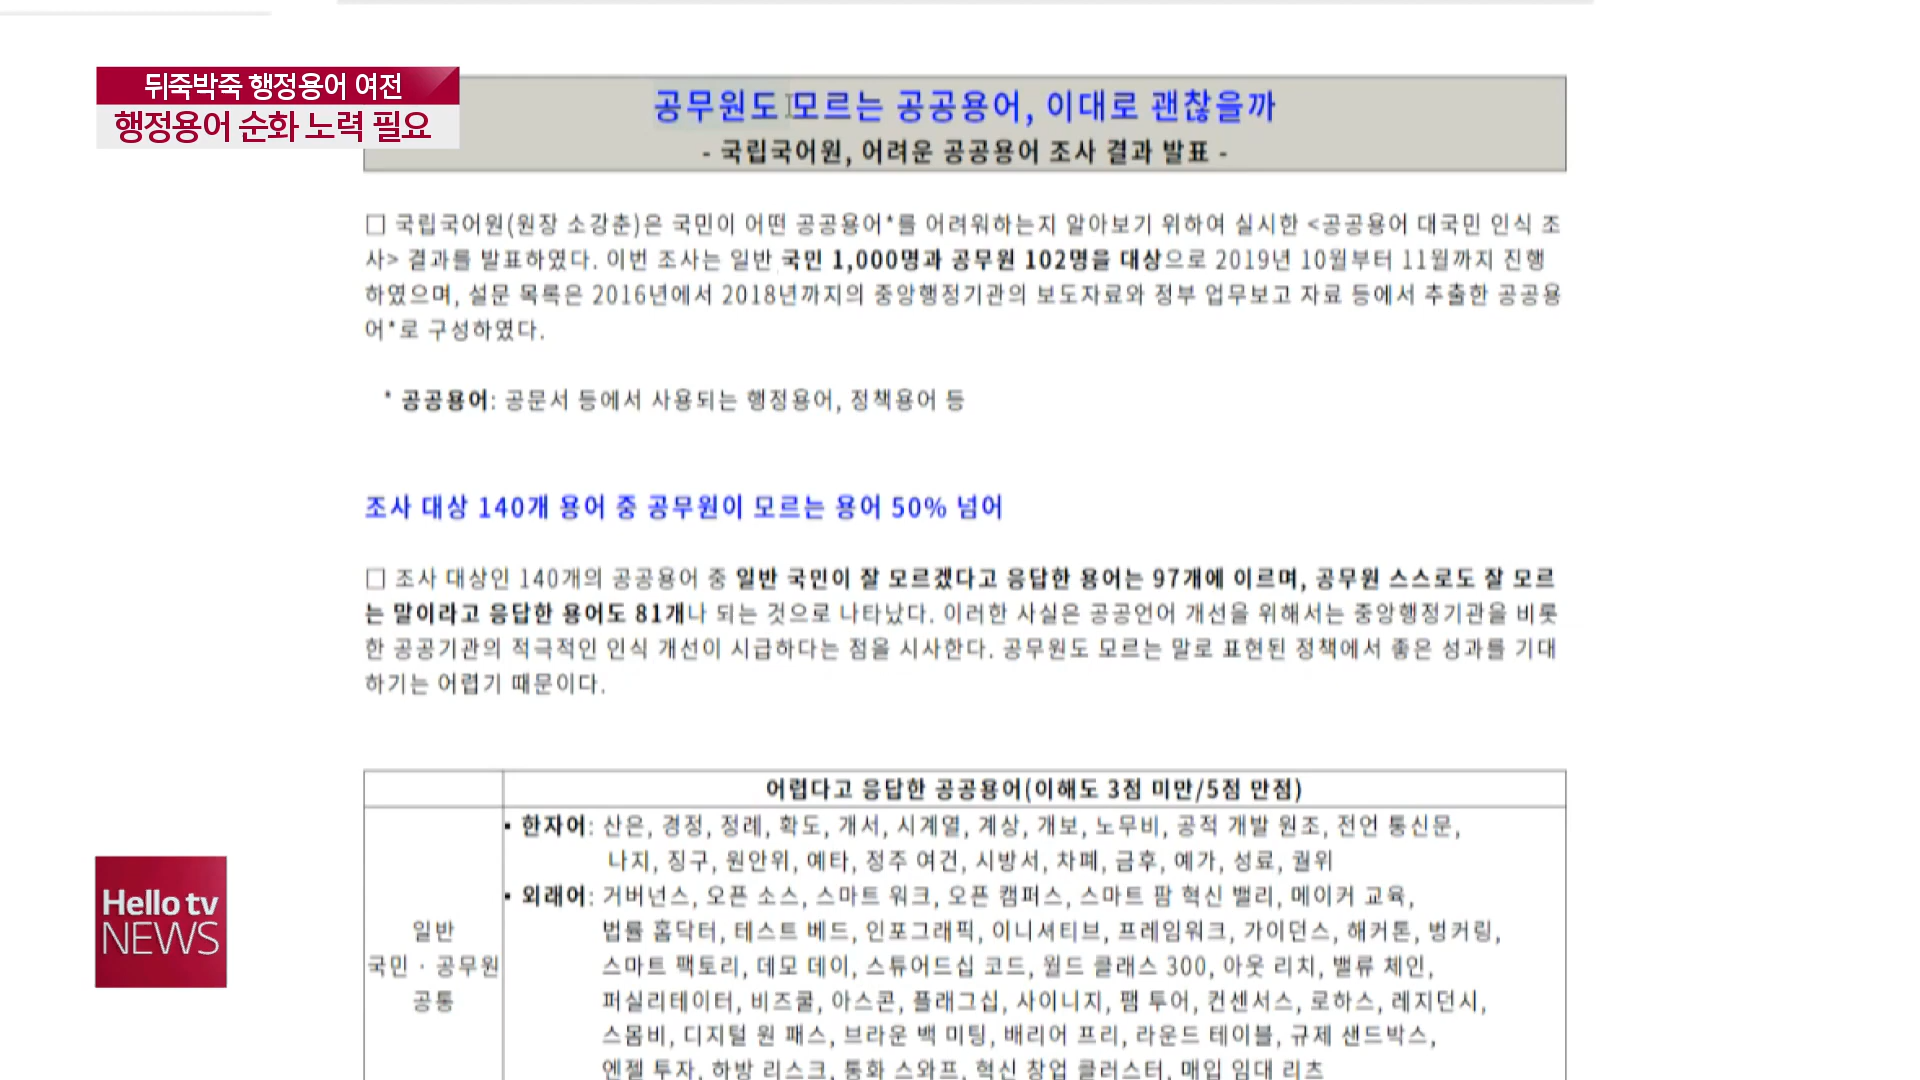 뒤죽박죽 행정용어 여전
행정용어 순화 노력 필요
공무원도 모르는 공공용어, 이대로 괜찮을까
- 국립국어원, 어려운 공공용어 조사 결과 발표 -
□ 국립국어원(원장 소강춘)은 국민이 어떤 공공용어*를 어려워하는지 알아보기 위하여 실시한 <공공용어 대국민 인식 조
사> 결과를 발표하였다. 이번 조사는 일반 국민 1,000명과 공무원 102명을 대상으로 2019년 10월부터 11월까지 진행
하였으며, 설문 목록은 2016년에서 2018년까지의 중앙행정기관의 보도자료와 정부 업무보고 자료 등에서 추출한 공공용
어*로 구성하였다.
* 공공용어: 공문서 등에서 사용되는 행정용어, 정책용어 등
조사 대상 140개 용어 중 공무원이 모르는 용어 50% 넘어
□ 조사 대상인 140개의 공공용어 중 일반 국민이 잘 모르겠다고 응답한 용어는 97개에 이르며, 공무원 스스로도 잘 모르
는 말이라고 응답한 용어도 81개나 되는 것으로 나타났다. 이러한 사실은 공공언어 개선을 위해서는 중앙행정기관을 비롯
한 공공기관의 적극적인 인식 개선이 시급하다는 점을 시사한다. 공무원도 모르는 말로 표현된 정책에서 좋은 성과를 기대
하기는 어렵기 때문이다.
어렵다고 응답한 공공용어(이해도 3점 미만/5점 만점)
일반
국민 · 공무원
공통
▪ 한자어: 산은, 경정, 정례, 확도, 개서, 시계열, 계상, 개보, 노무비, 공적 개발 원조, 전언 통신문,
나지, 징구, 원안위, 예타, 정주 여건, 시방서, 차폐, 금후, 예가, 성료, 궐위
▪ 외래어: 거버넌스, 오픈 소스, 스마트 워크, 오픈 캠퍼스, 스마트 팜 혁신 밸리, 메이커 교육,
법률 홈닥터, 테스트 베드, 인포그래픽, 이니셔티브, 프레임워크, 가이던스, 해커톤, 벙커링,
스마트 팩토리, 데모 데이, 스튜어드십 코드, 월드 클래스 300, 아웃 리치, 밸류 체인,
퍼실리테이터, 비즈쿨, 아스콘, 플래그십, 사이니지, 팸 투어, 컨센서스, 로하스, 레지던시,
스몸비, 디지털 원 패스, 브라운 백 미팅, 배리어 프리, 라운드 테이블, 규제 샌드박스,
엔젤 투자, 하방 리스크, 통화 스와프, 혁신 창업 클러스터, 매입 임대 리츠
Hello tv
NEWS